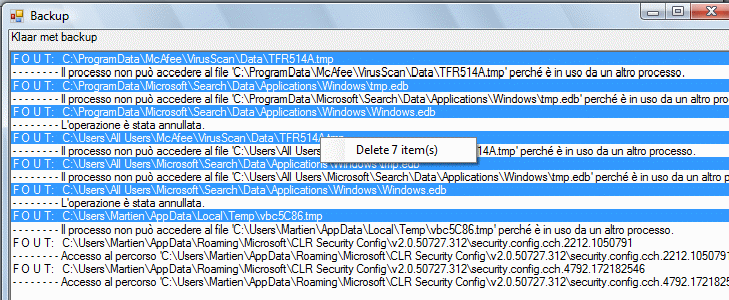 Backup
Klaar met backup
F O U T: C:\ProgramData\McAfee\VirusScan\Data\TFR514A.tmp
- - - - - - - - Il processo non può accedere al file 'C:\ProgramData\McAfee\VirusScan\Data\TFR514A.tmp' perché è in uso da un altro processo.
F O U T: C:\ProgramData\Microsoft\Search\Data\Applications\Windows\tmp.edb
- - - - - - - - Il processo non può accedere al file 'C:\ProgramData\Microsoft\Search\Data\Applications\Windows\tmp.edb' perché è in uso da un altro
F O U T: C:\ProgramData\Microsoft\Search\Data\Applications\Windows\Windows.edb
- - - - - - - - L'operazione è stata annullata.
F O U T: C:\Users\All Users\McAfee\VirusScan\Data\TFR514A.tmp
- - - - - - - - Il processo non può accedere al file 'C:\Users\All Users\ 514A.tmp' perché è in uso da un altro processo.
Delete 7 item(s)
F O U T: C:\Users\All Users\Microsoft\Search\Data\Applications\Windows\tmp.edb
- - - - - - - - Il processo non può accedere al file 'C:\Users\All Users\Microsoft\Search\Data\Applications\Windows\tmp.edb' perché è in uso da un altro
F O U T: C:\Users\All Users\Microsoft\Search\Data\Applications\Windows\Windows.edb
- - - - - - - - L'operazione è stata annullata.
F O U T: C:\Users\Martien\AppData\Local\Temp\vbc5C86.tmp
- - - - - - - - Il processo non può accedere al file 'C:\Users\Martien\AppData\Local\Temp\vbc5C86.tmp' perché è in uso da un altro processo.
F O U T: C:\Users\Martien\AppData\Roaming\Microsoft\CLR Security Config\v2.0.50727.312\security.config.cch.2212.1050791
- - - - - - - - Accesso al percorso 'C:\Users\Martien\AppData\Roaming\Microsoft\CLR Security Config\v2.0.50727.312\security.config.cch.2212.1050791
F O U T: C:\Users\Martien\AppData\Roaming\Microsoft\CLR Security Config\v2.0.50727.312\security.config.cch.4792.172182546
- - - - - - - - Accesso al percorso 'C:\Users\Martien\AppData\Roaming\Microsoft\CLR Security Config\v2.0.50727.312\security.config.cch.4792.1721825